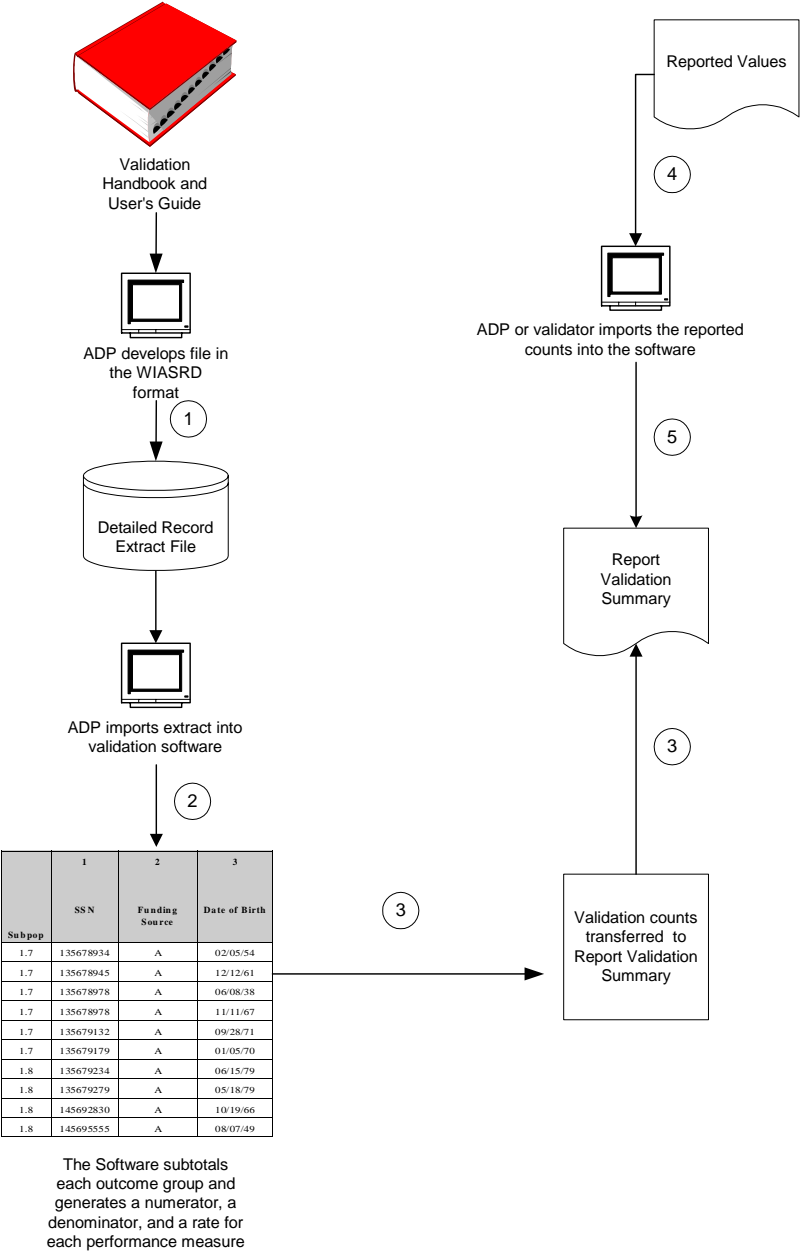 Validation
Handbook and
User's Guide
ADP develops file in
the WIASRD
format
1
Detailed Record
Extract File
ADP imports extract into
validation software
2
1 2 3
Subpop SSN Funding Source Date of Birth
1.7 135678934 A 02/05/54
1.7 135678945 A 12/12/61
1.7 135678978 A 06/08/38
1.7 135678978 A 11/11/67
1.7 135679132 A 09/28/71
1.7 135679179 A 01/05/70
1.8 135679234 A 06/15/79
1.8 135679279 A 05/18/79
1.8 145692830 A 10/19/66
1.8 145695555 A 08/07/49
The Software subtotals
each outcome group and
generates a numerator, a
denominator, and a rate for
each performance measure
3
Validation counts
transferred to
Report Validation
Summary
3
Reported Values
4
ADP or validator imports the reported
counts into the software
5
Report
Validation
Summary